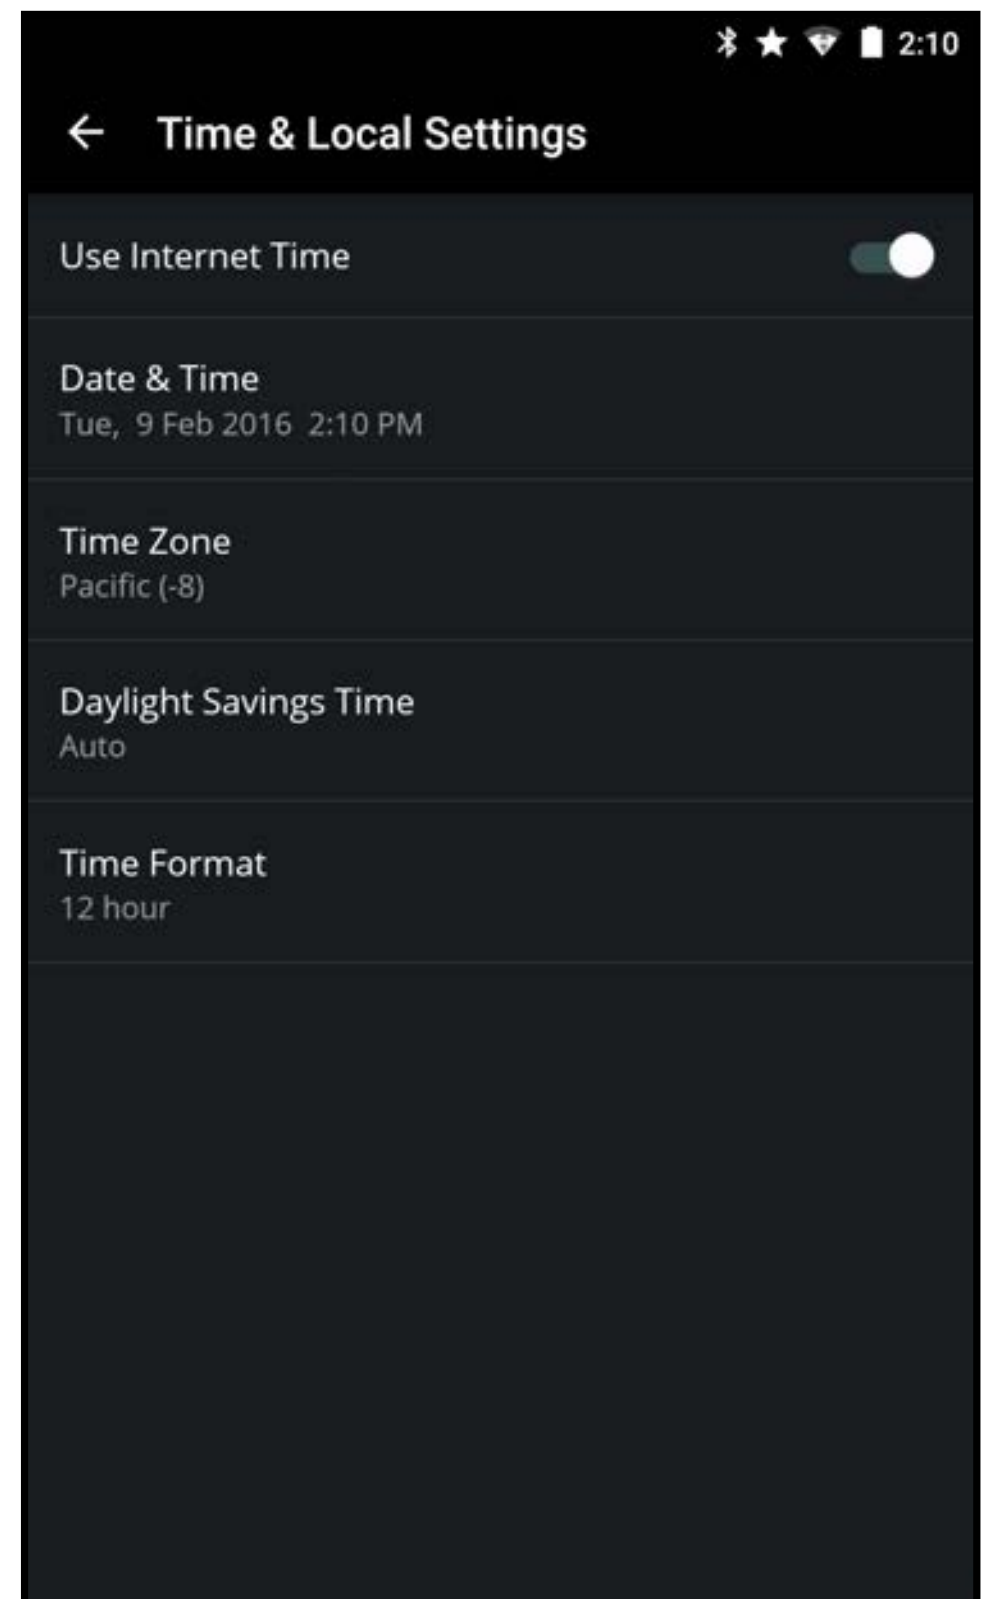 2:10
Time & Local Settings
Use Internet Time
Date & Time
Tue, 9 Feb 2016 2:10 PM
Time Zone
Pacific (-8)
Daylight Savings Time
Auto
Time Format
12 hour